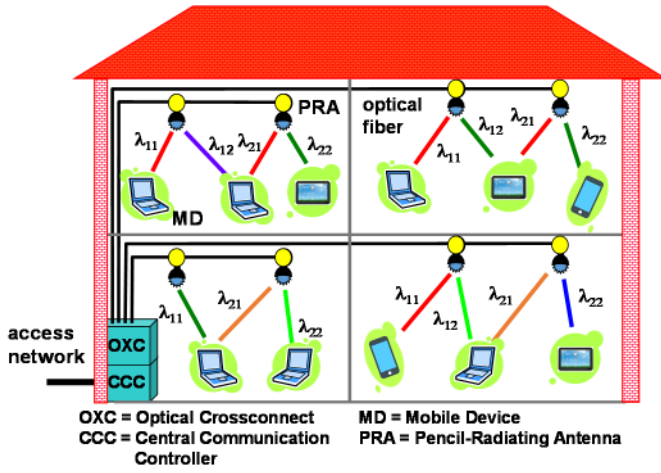 PRA
λ11
λ12
λ21
λ22
MD
optical
fiber
λ11
λ12
λ21
λ22
λ11
λ21
λ22
λ11
λ12
λ21
λ22
access
network
OXC
CCC
OXC = Optical Crossconnect
CCC = Central Communication
Controller
MD = Mobile Device
PRA = Pencil-Radiating Antenna